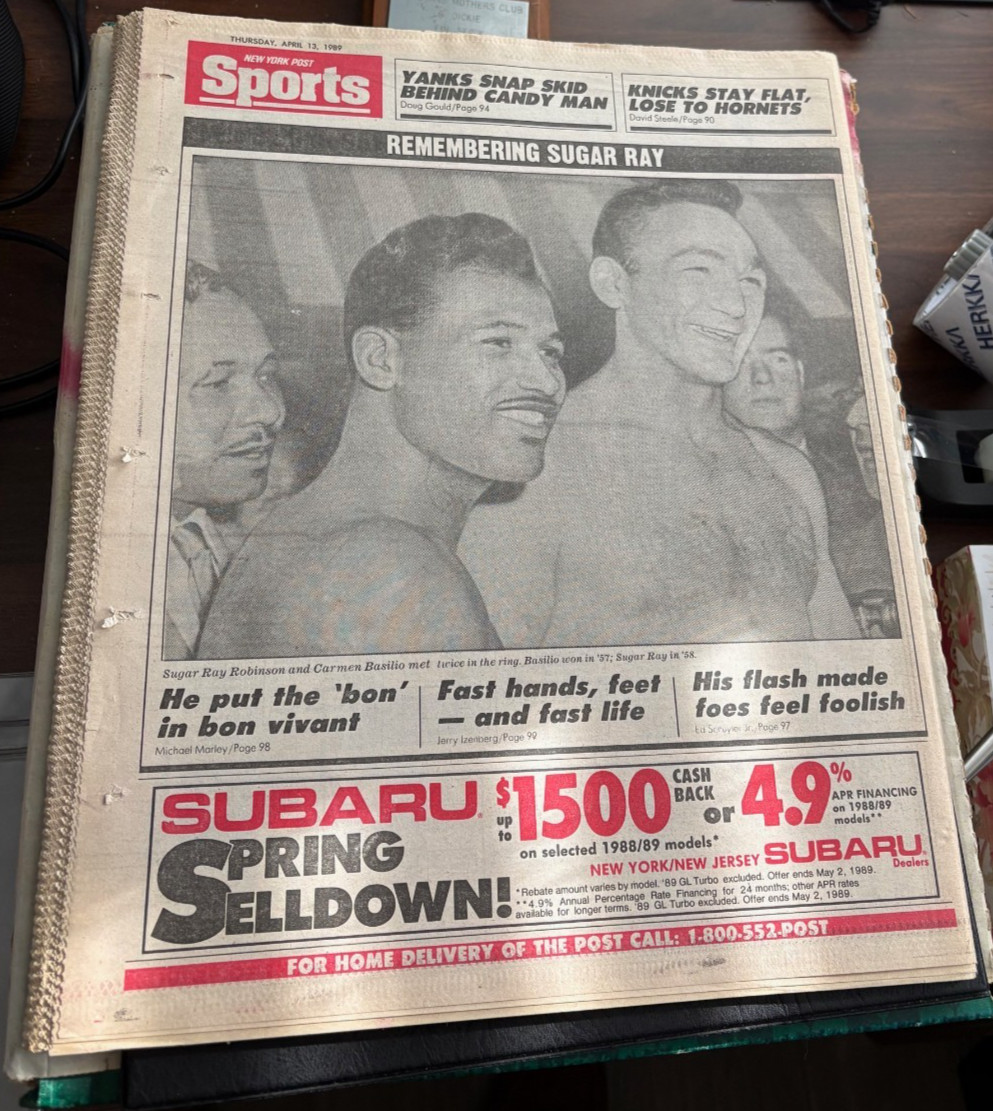 MOTHERS CLUB
DICKIE
THURSDAY, APRIL 13, 1989
NEW YORK POST
Sports
YANKS SNAP SKID
BEHIND CANDY MAN
Doug Gould/Page 94
KNICKS STAY FLAT,
LOSE TO HORNETS
David Steele/Page 90
REMEMBERING SUGAR RAY
Sugar Ray Robinson and Carmen Basilio met twice in the ring. Basilio won in '57; Sugar Ray in '58.
He put the 'bon'
in bon vivant
Michael Marley/Page 98
Fast hands, feet
— and fast life
Jerry Izenberg/Page 99
His flash made
foes feel foolish
Ed Schuyler Jr./Page 97
SUBARU
SPRING
SELLDOWN!
up to $1500 CASH BACK
on selected 1988/89 models*
or 4.9% APR FINANCING
on 1988/89
models**
NEW YORK/NEW JERSEY SUBARU Dealers
*Rebate amount varies by model. '89 GL Turbo excluded. Offer ends May 2, 1989.
**4.9% Annual Percentage Rate Financing for 24 months; other APR rates
available for longer terms. '89 GL Turbo excluded. Offer ends May 2, 1989.
FOR HOME DELIVERY OF THE POST CALL: 1-800-552-POST
HERKKU